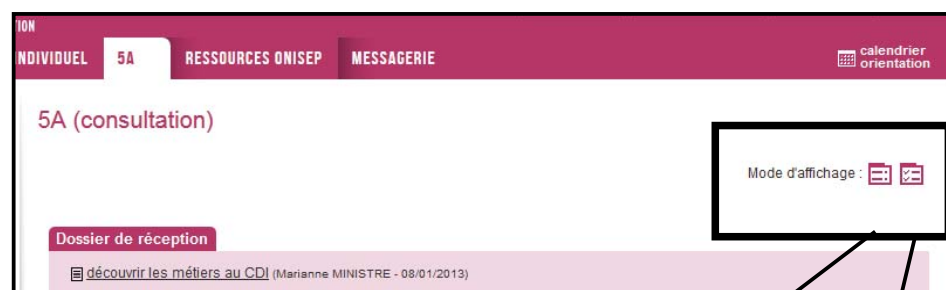 TION
NDIVIDUEL 5A RESSOURCES ONISEP MESSAGERIE calendrier
orientation
5A (consultation)
Mode d'affichage :
Dossier de réception
découvrir les métiers au CDI (Marianne MINISTRE - 08/01/2013)